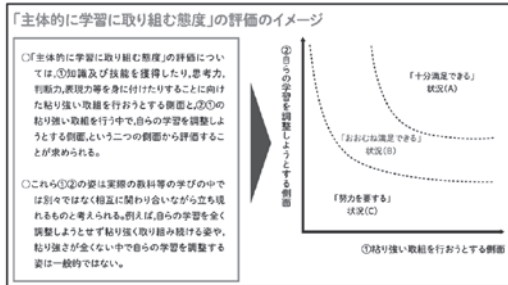 「主体的に学習に取り組む態度」の評価のイメージ
○「主体的に学習に取り組む態度」の評価につい
ては、①知識及び技能を獲得したり、思考力、
判断力、表現力等を身に付けたりすることに向け
た粘り強い取組を行おうとする側面と、②①の
粘り強い取組を行う中で、自らの学習を調整しよ
うとする側面、という二つの側面から評価するこ
とが求められる。
○これら①②の姿は実際の教科等の学びの中で
は別々ではなく相互に関わり合いながら立ち現
れるものと考えられる。例えば、自らの学習を全く
調整しようとせず粘り強く取り組み続ける姿や、
粘り強さが全くない中で自らの学習を調整する
姿は一般的ではない。
②自らの学習を調整しようとする側面
「十分満足できる」
状況(A)
「おおむね満足できる」
状況(B)
「努力を要する」
状況(C)
①粘り強い取組を行おうとする側面